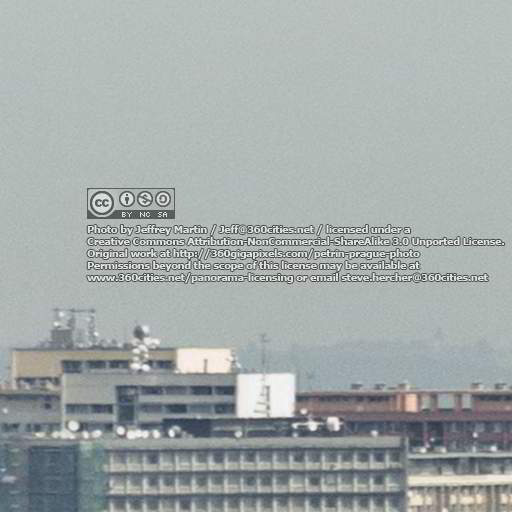 cc BY NC SA
Photo by Jeffrey Martin / Jeff@360cities.net / licensed under a
Creative Commons Attribution-NonCommercial-ShareAlike 3.0 Unported License.
Original work at http://360gigapixels.com/petrin-prague-photo
Permissions beyond the scope of this license may be available at
www.360cities.net/panorama-licensing or email steve.hercher@360cities.net